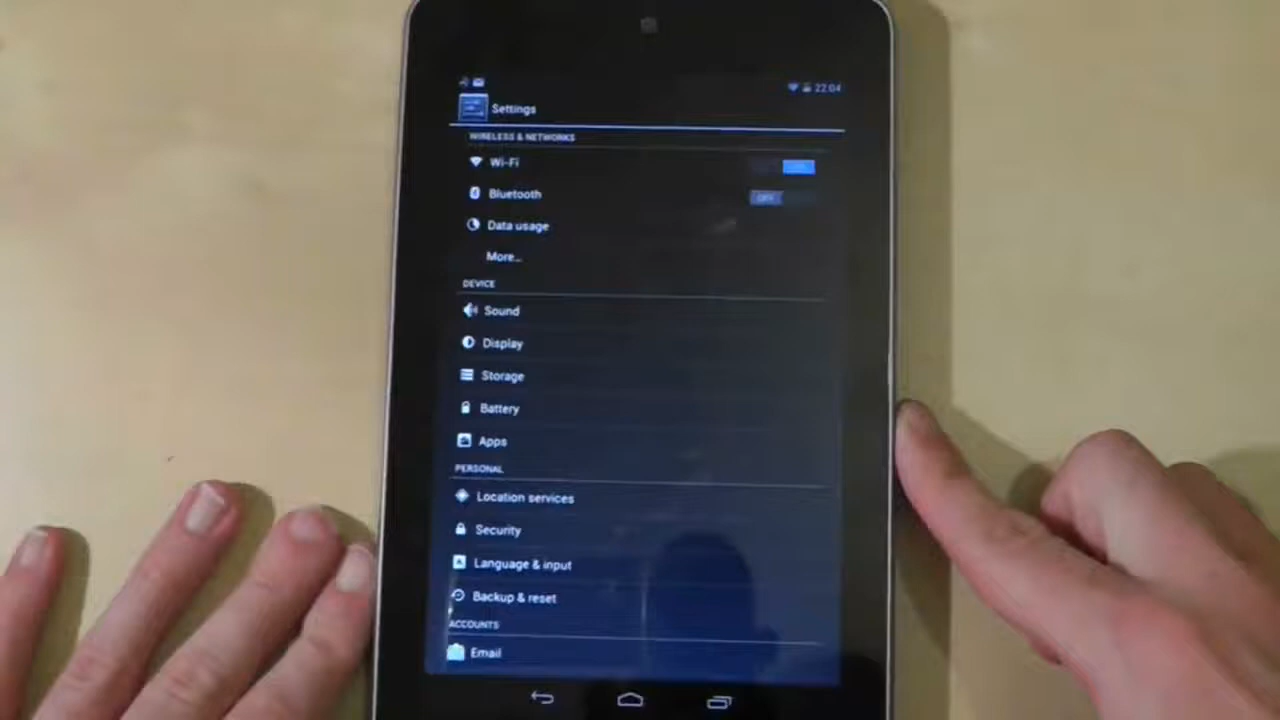 22:04
Settings
WIRELESS & NETWORKS
Wi-Fi
Bluetooth OFF
Data usage
More...
DEVICE
Sound
Display
Storage
Battery
Apps
PERSONAL
Location services
Security
Language & input
Backup & reset
ACCOUNTS
Email